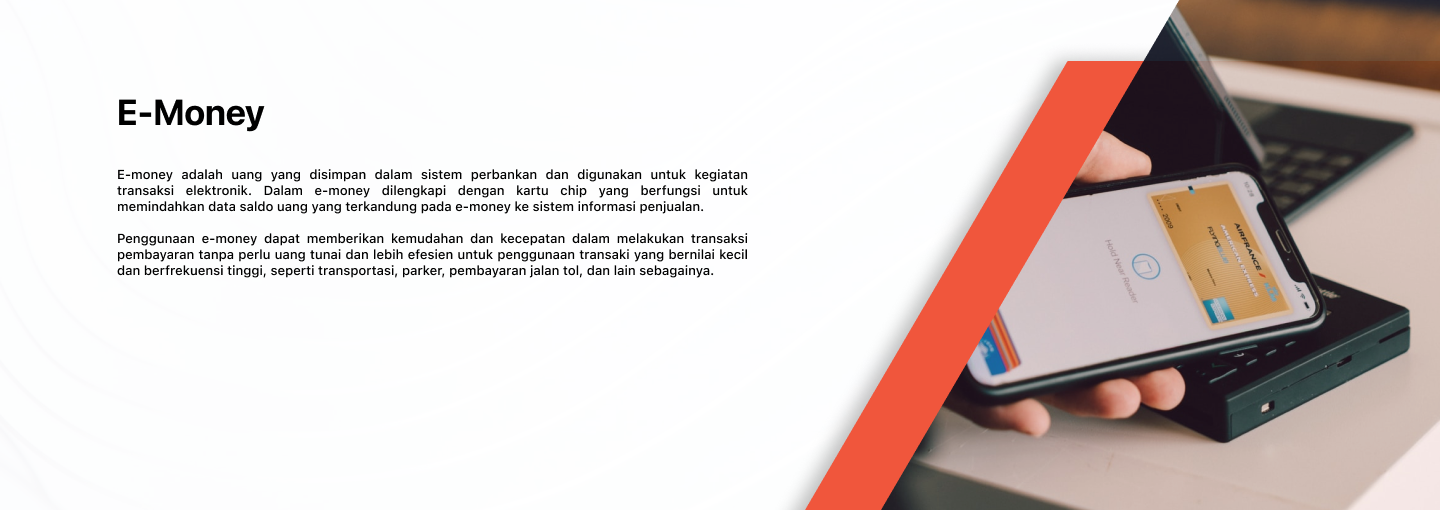 E-Money
E-money adalah uang yang disimpan dalam sistem perbankan dan digunakan untuk kegiatan
transaksi elektronik. Dalam e-money dilengkapi dengan kartu chip yang berfungsi untuk
memindahkan data saldo uang yang terkandung pada e-money ke sistem informasi penjualan.
Penggunaan e-money dapat memberikan kemudahan dan kecepatan dalam melakukan transaksi
pembayaran tanpa perlu uang tunai dan lebih efesien untuk penggunaan transaki yang bernilai kecil
dan berfrekuensi tinggi, seperti transportasi, parker, pembayaran jalan tol, dan lain sebagainya.
AIRFRANCE
AMERICAN EXPRESS
FLYINGBLUE
2009
Hold Near Reader